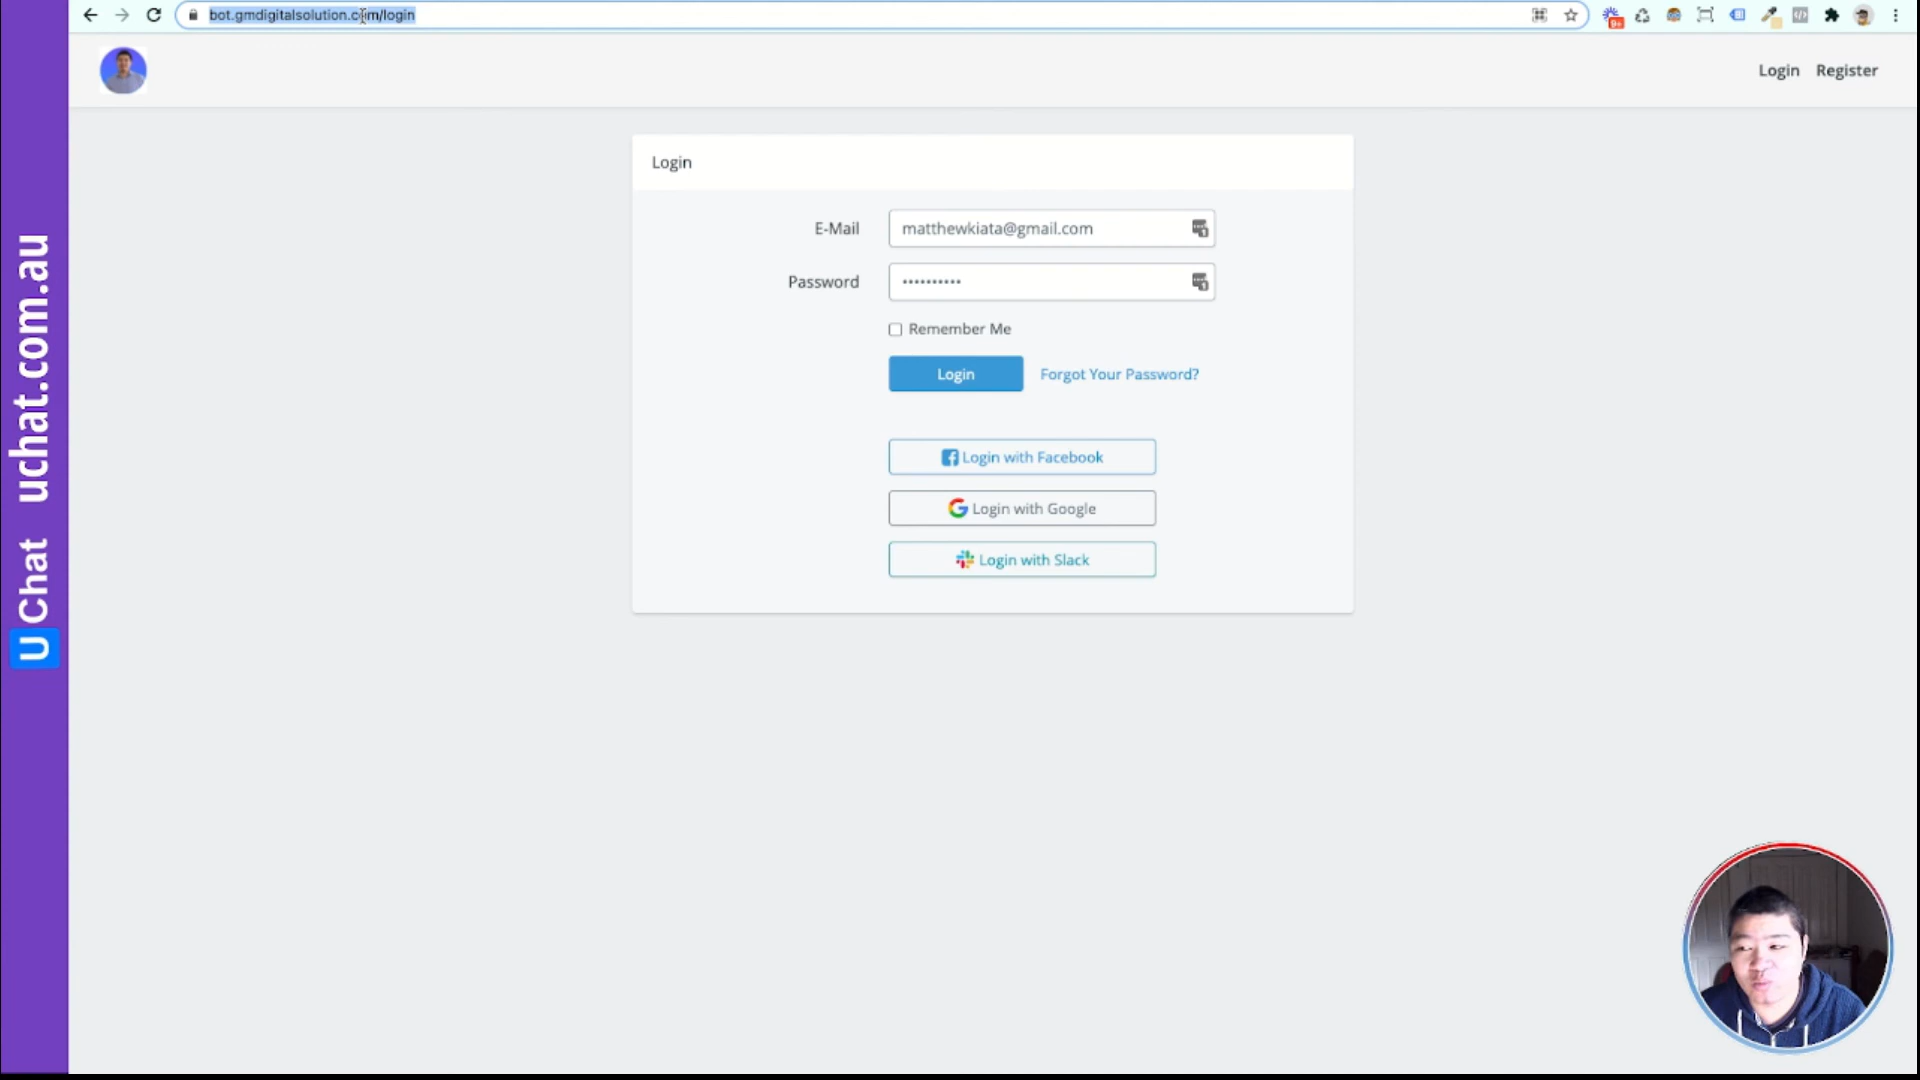 bot.gmdigitalsolution.com/login
9+
Login Register
Login
E-Mail matthewkiata@gmail.com
Password ••••••••••
Remember Me
Login Forgot Your Password?
Login with Facebook
Login with Google
Login with Slack
U Chat uchat.com.au